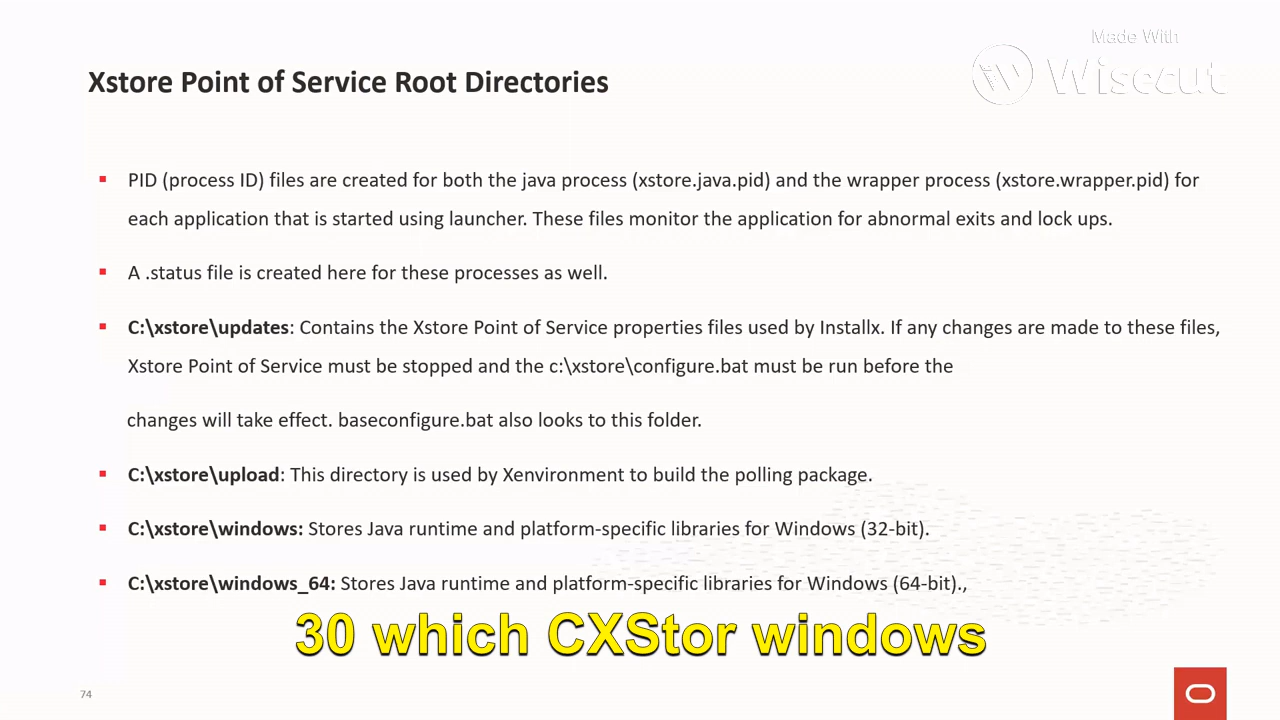 Made With
Wisecut
Xstore Point of Service Root Directories
PID (process ID) files are created for both the java process (xstore.java.pid) and the wrapper process (xstore.wrapper.pid) for
each application that is started using launcher. These files monitor the application for abnormal exits and lock ups.
A .status file is created here for these processes as well.
C:\xstore\updates: Contains the Xstore Point of Service properties files used by Installx. If any changes are made to these files,
Xstore Point of Service must be stopped and the c:\xstore\configure.bat must be run before the
changes will take effect. baseconfigure.bat also looks to this folder.
C:\xstore\upload: This directory is used by Xenvironment to build the polling package.
C:\xstore\windows: Stores Java runtime and platform-specific libraries for Windows (32-bit).
C:\xstore\windows_64: Stores Java runtime and platform-specific libraries for Windows (64-bit).,
30 which CXStor windows
74